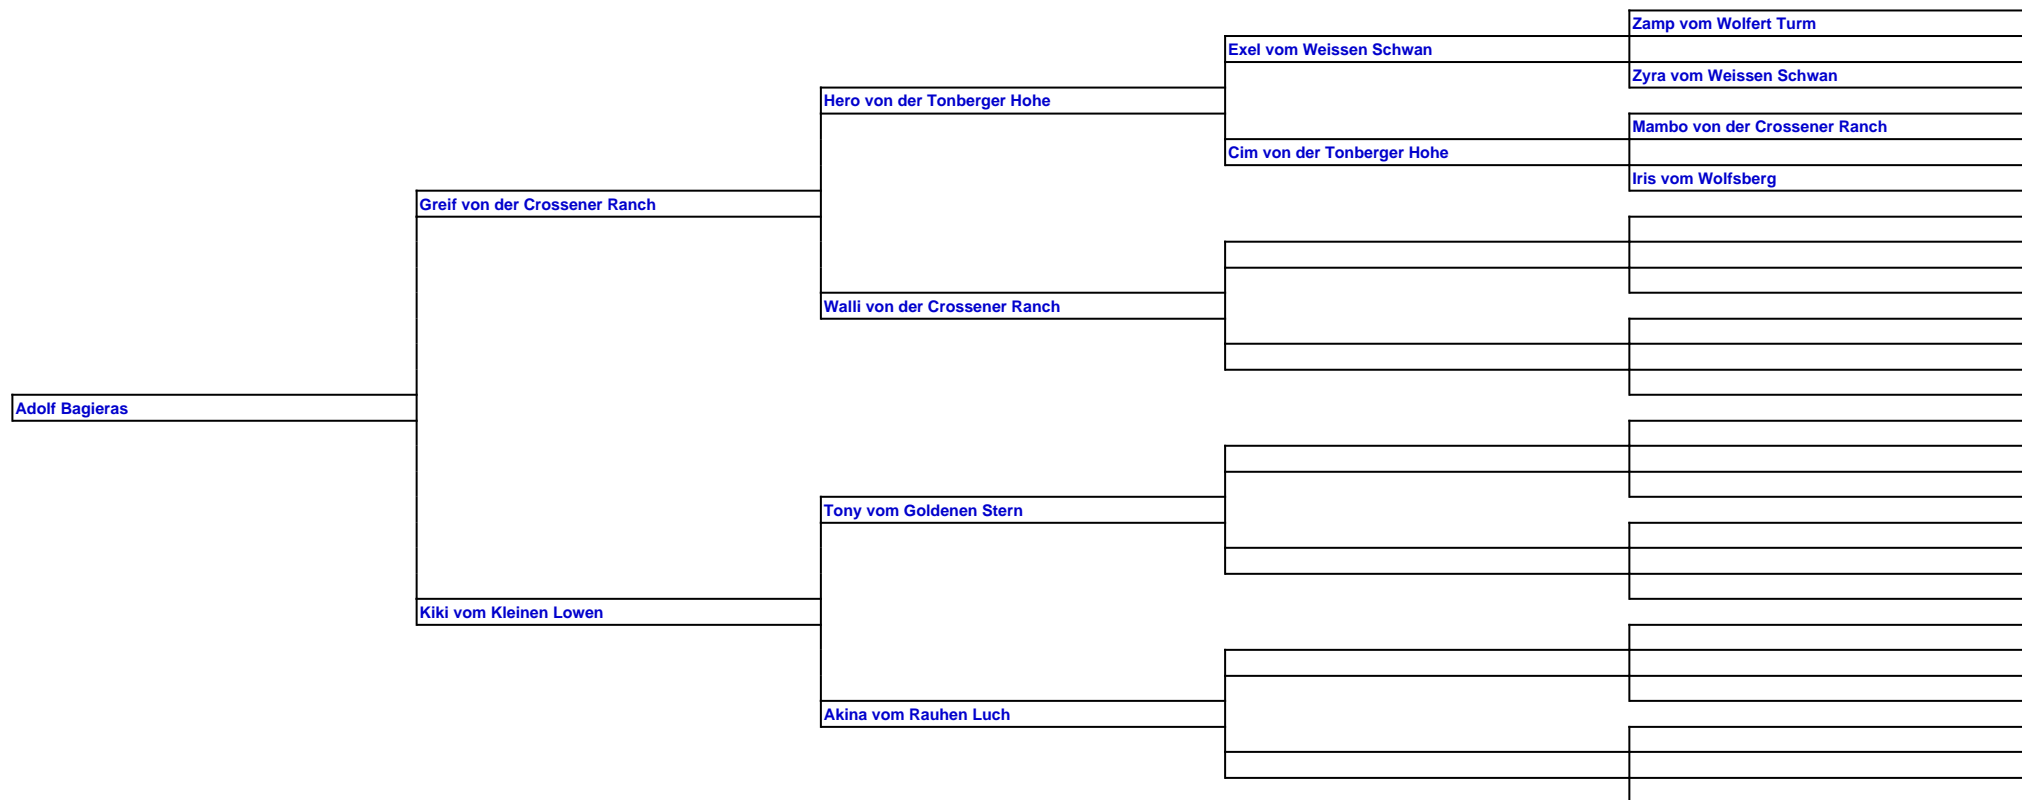 Zamp vom Wolfert Turm
Exel vom Weissen Schwan
Zyra vom Weissen Schwan
Hero von der Tonberger Hohe
Mambo von der Crossener Ranch
Cim von der Tonberger Hohe
Iris vom Wolfsberg
Greif von der Crossener Ranch
Walli von der Crossener Ranch
Adolf Bagieras
Tony vom Goldenen Stern
Kiki vom Kleinen Lowen
Akina vom Rauhen Luch